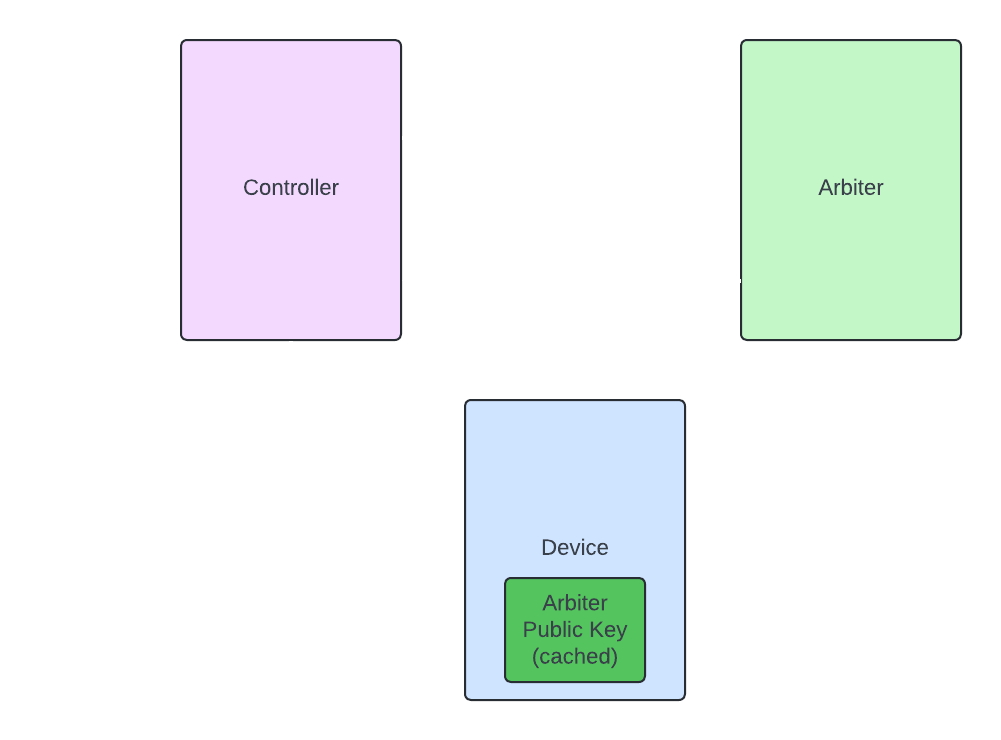 Controller
Arbiter
Device
Arbiter
Public Key
(cached)